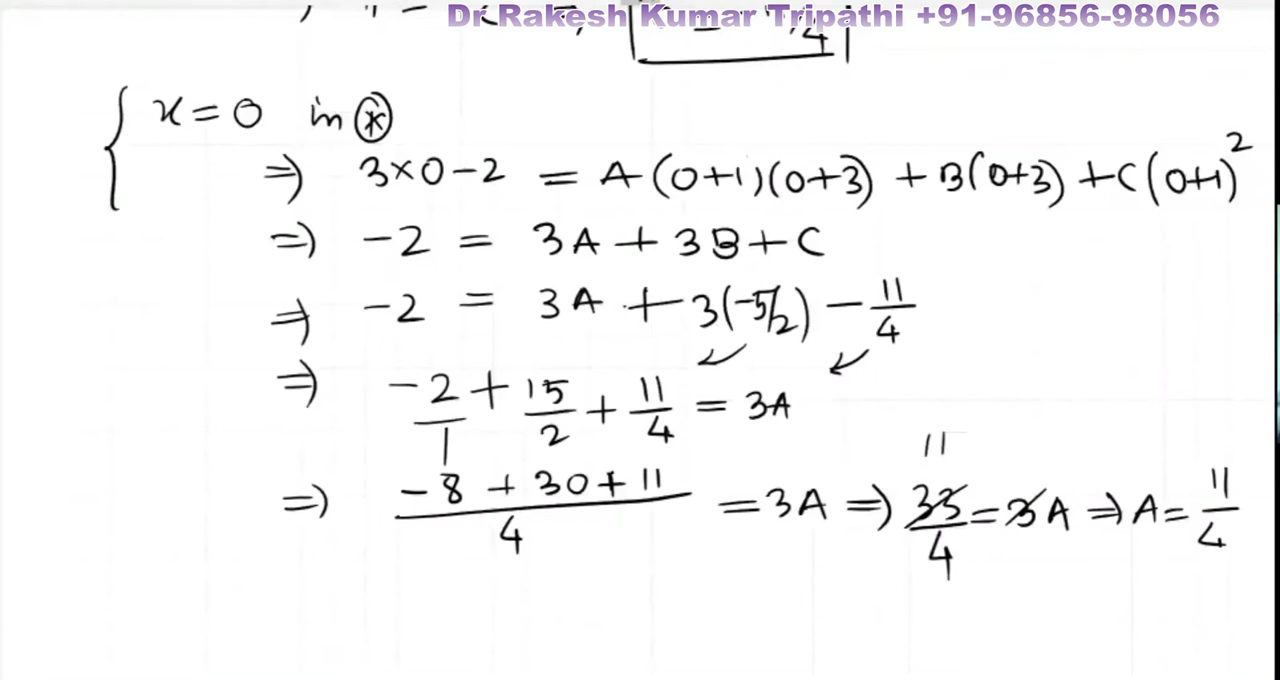 Dr. Rakesh Kumar Tripathi +91-96856-98056
x = 0 in ⊛
⇒ 3×0-2 = A(0+1)(0+3) + B(0+3) + C(0+1)²
⇒ -2 = 3A + 3B + C
⇒ -2 = 3A + 3(-5/2) - 11/4
⇒ -2/1 + 15/2 + 11/4 = 3A
⇒ (-8 + 30 + 11)/4 = 3A ⇒ 11 33/4 = 3A ⇒ A = 11/4